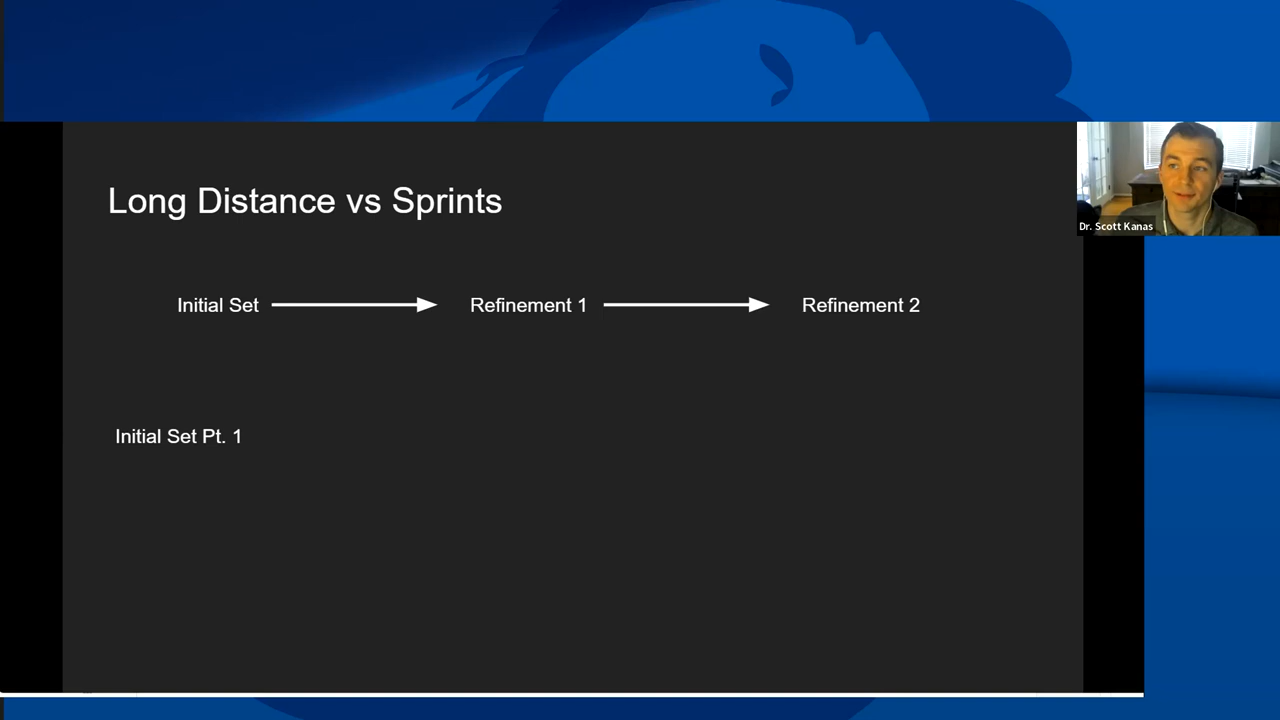 Long Distance vs Sprints
Initial Set Refinement 1 Refinement 2
Initial Set Pt. 1
Dr. Scott Kanas